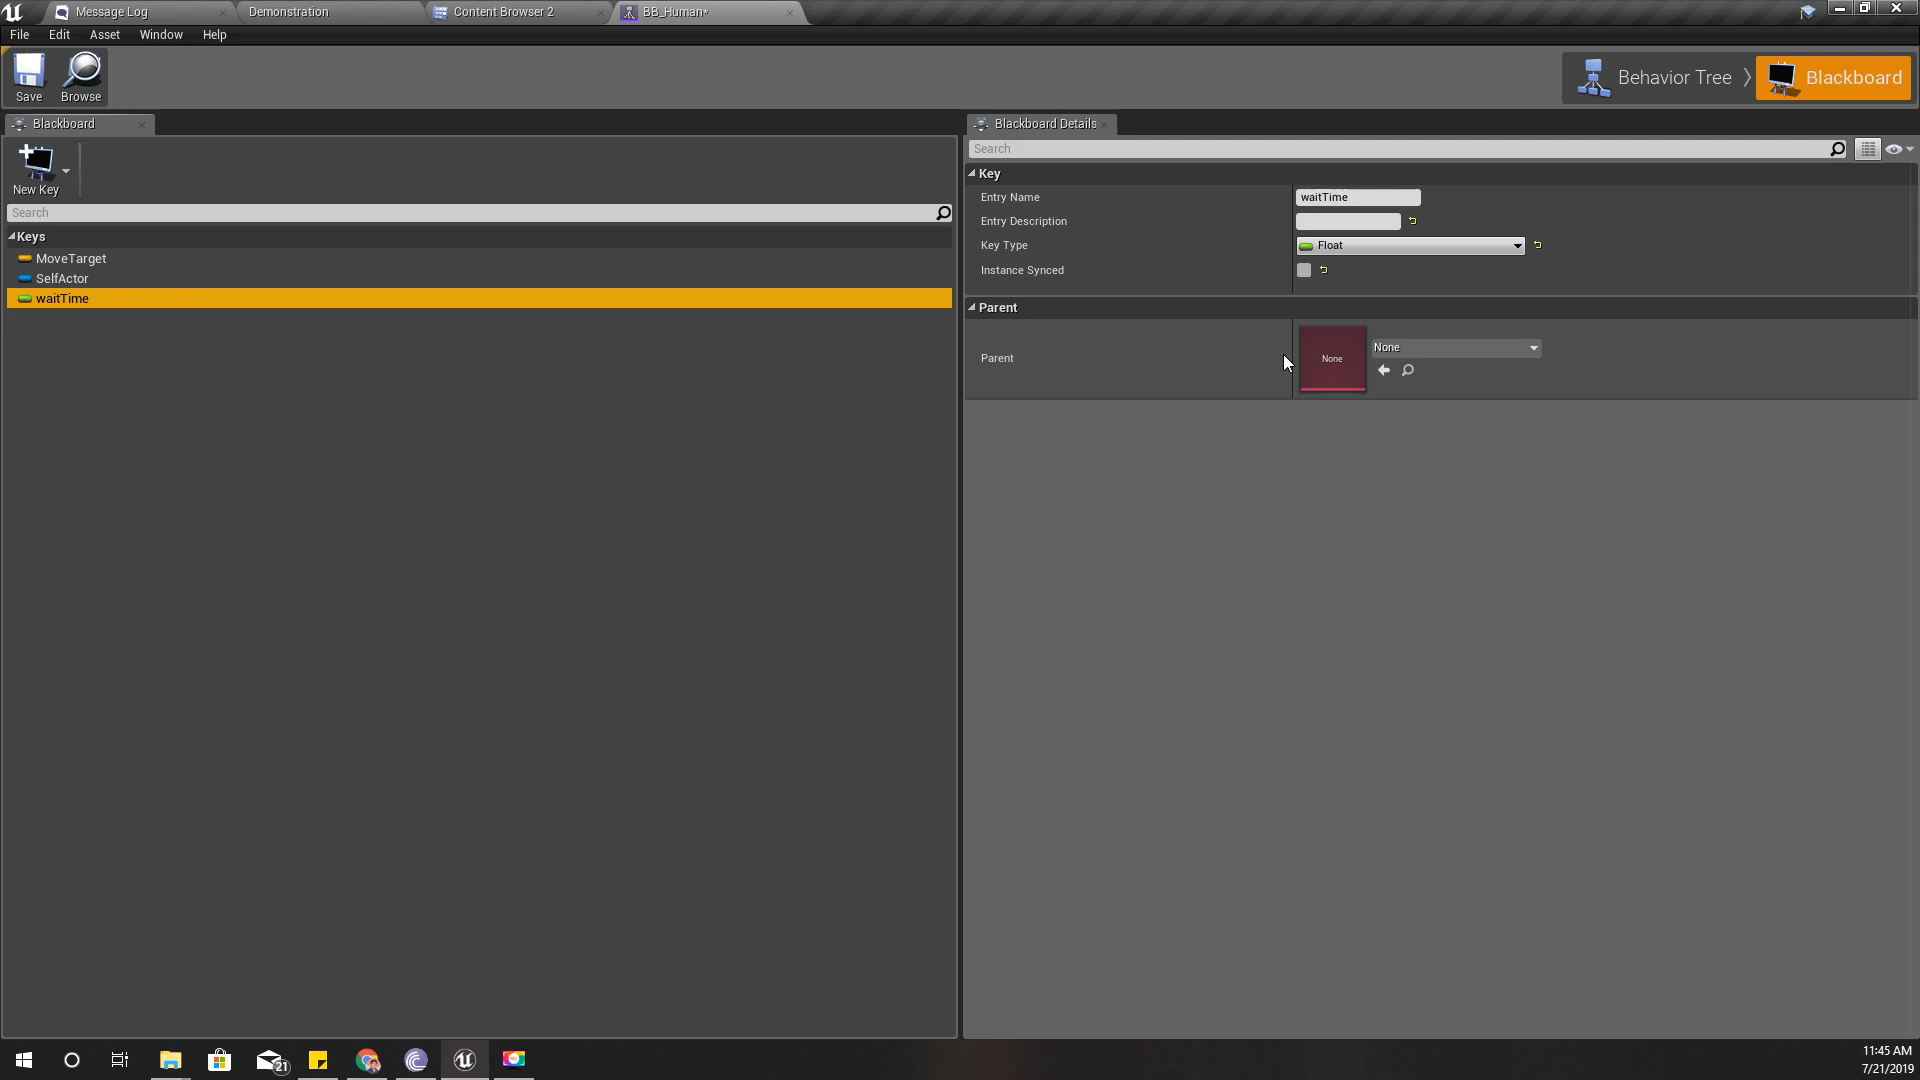 Message Log
Demonstration
Content Browser 2
BB_Human*
File Edit Asset Window Help
Save
Browse
Behavior Tree
Blackboard
Blackboard
New Key
Search
Keys
MoveTarget
SelfActor
waitTime
Blackboard Details
Search
Key
Entry Name waitTime
Entry Description
Key Type Float
Instance Synced
Parent
Parent None None
21
11:45 AM
7/21/2019